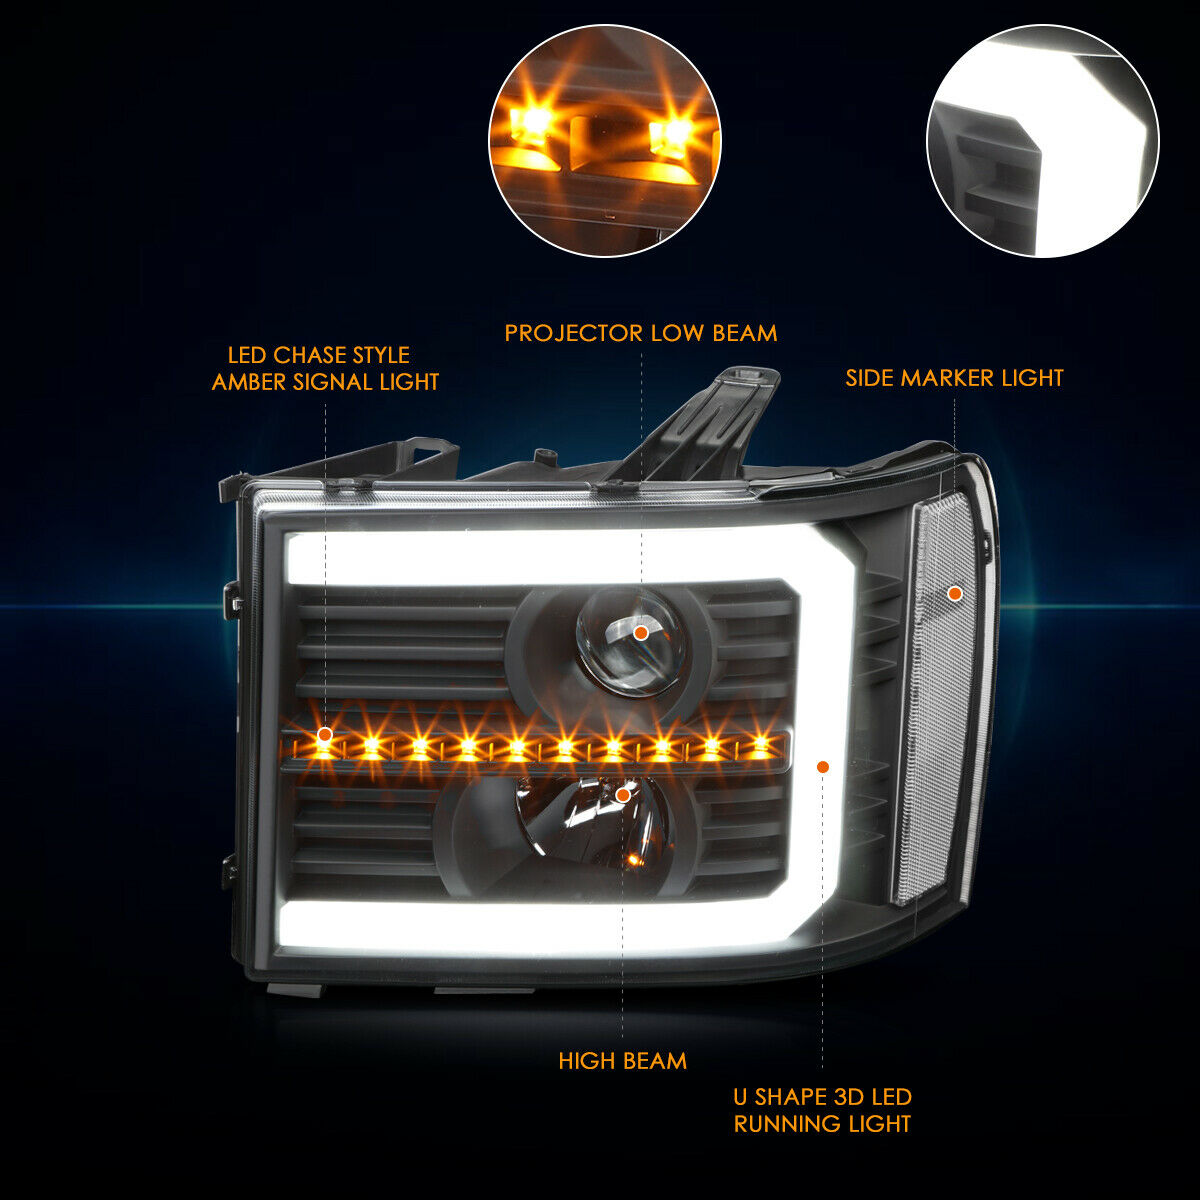 PROJECTOR LOW BEAM
LED CHASE STYLE
AMBER SIGNAL LIGHT
SIDE MARKER LIGHT
HIGH BEAM
U SHAPE 3D LED
RUNNING LIGHT